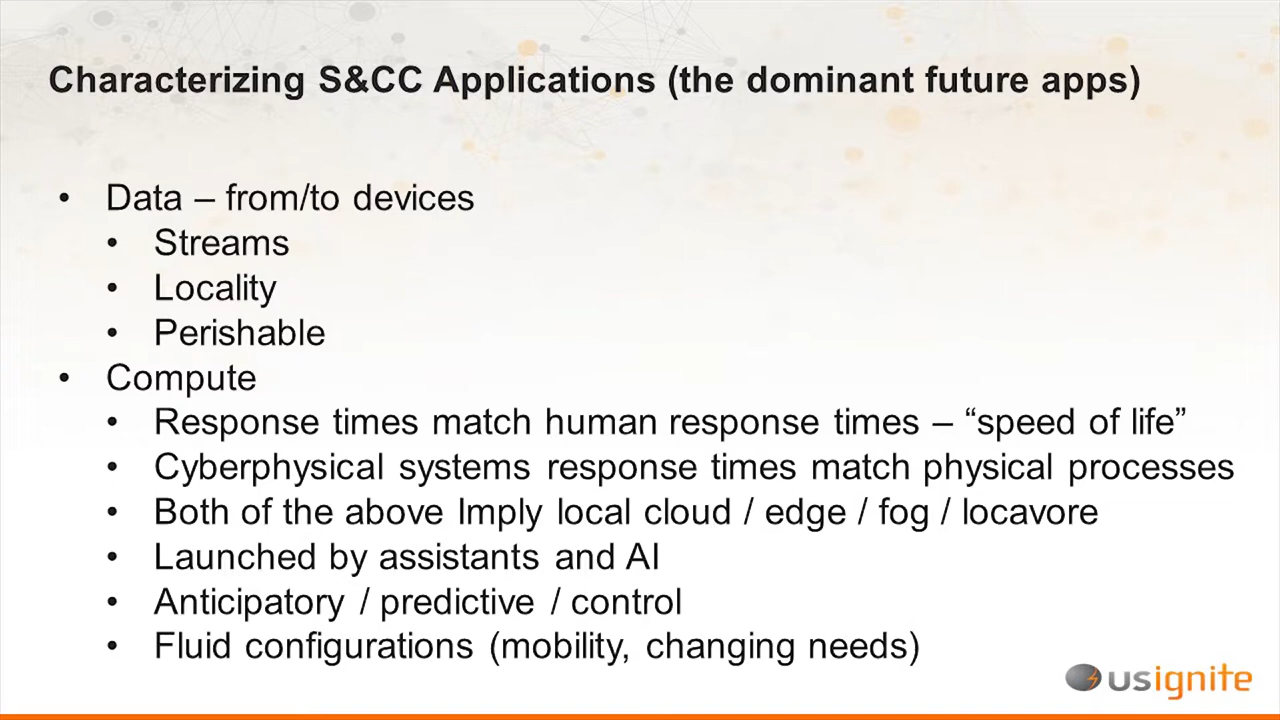 Characterizing S&CC Applications (the dominant future apps)
• Data – from/to devices
• Streams
• Locality
• Perishable
• Compute
• Response times match human response times – “speed of life”
• Cyberphysical systems response times match physical processes
• Both of the above Imply local cloud / edge / fog / locavore
• Launched by assistants and AI
• Anticipatory / predictive / control
• Fluid configurations (mobility, changing needs)
usignite